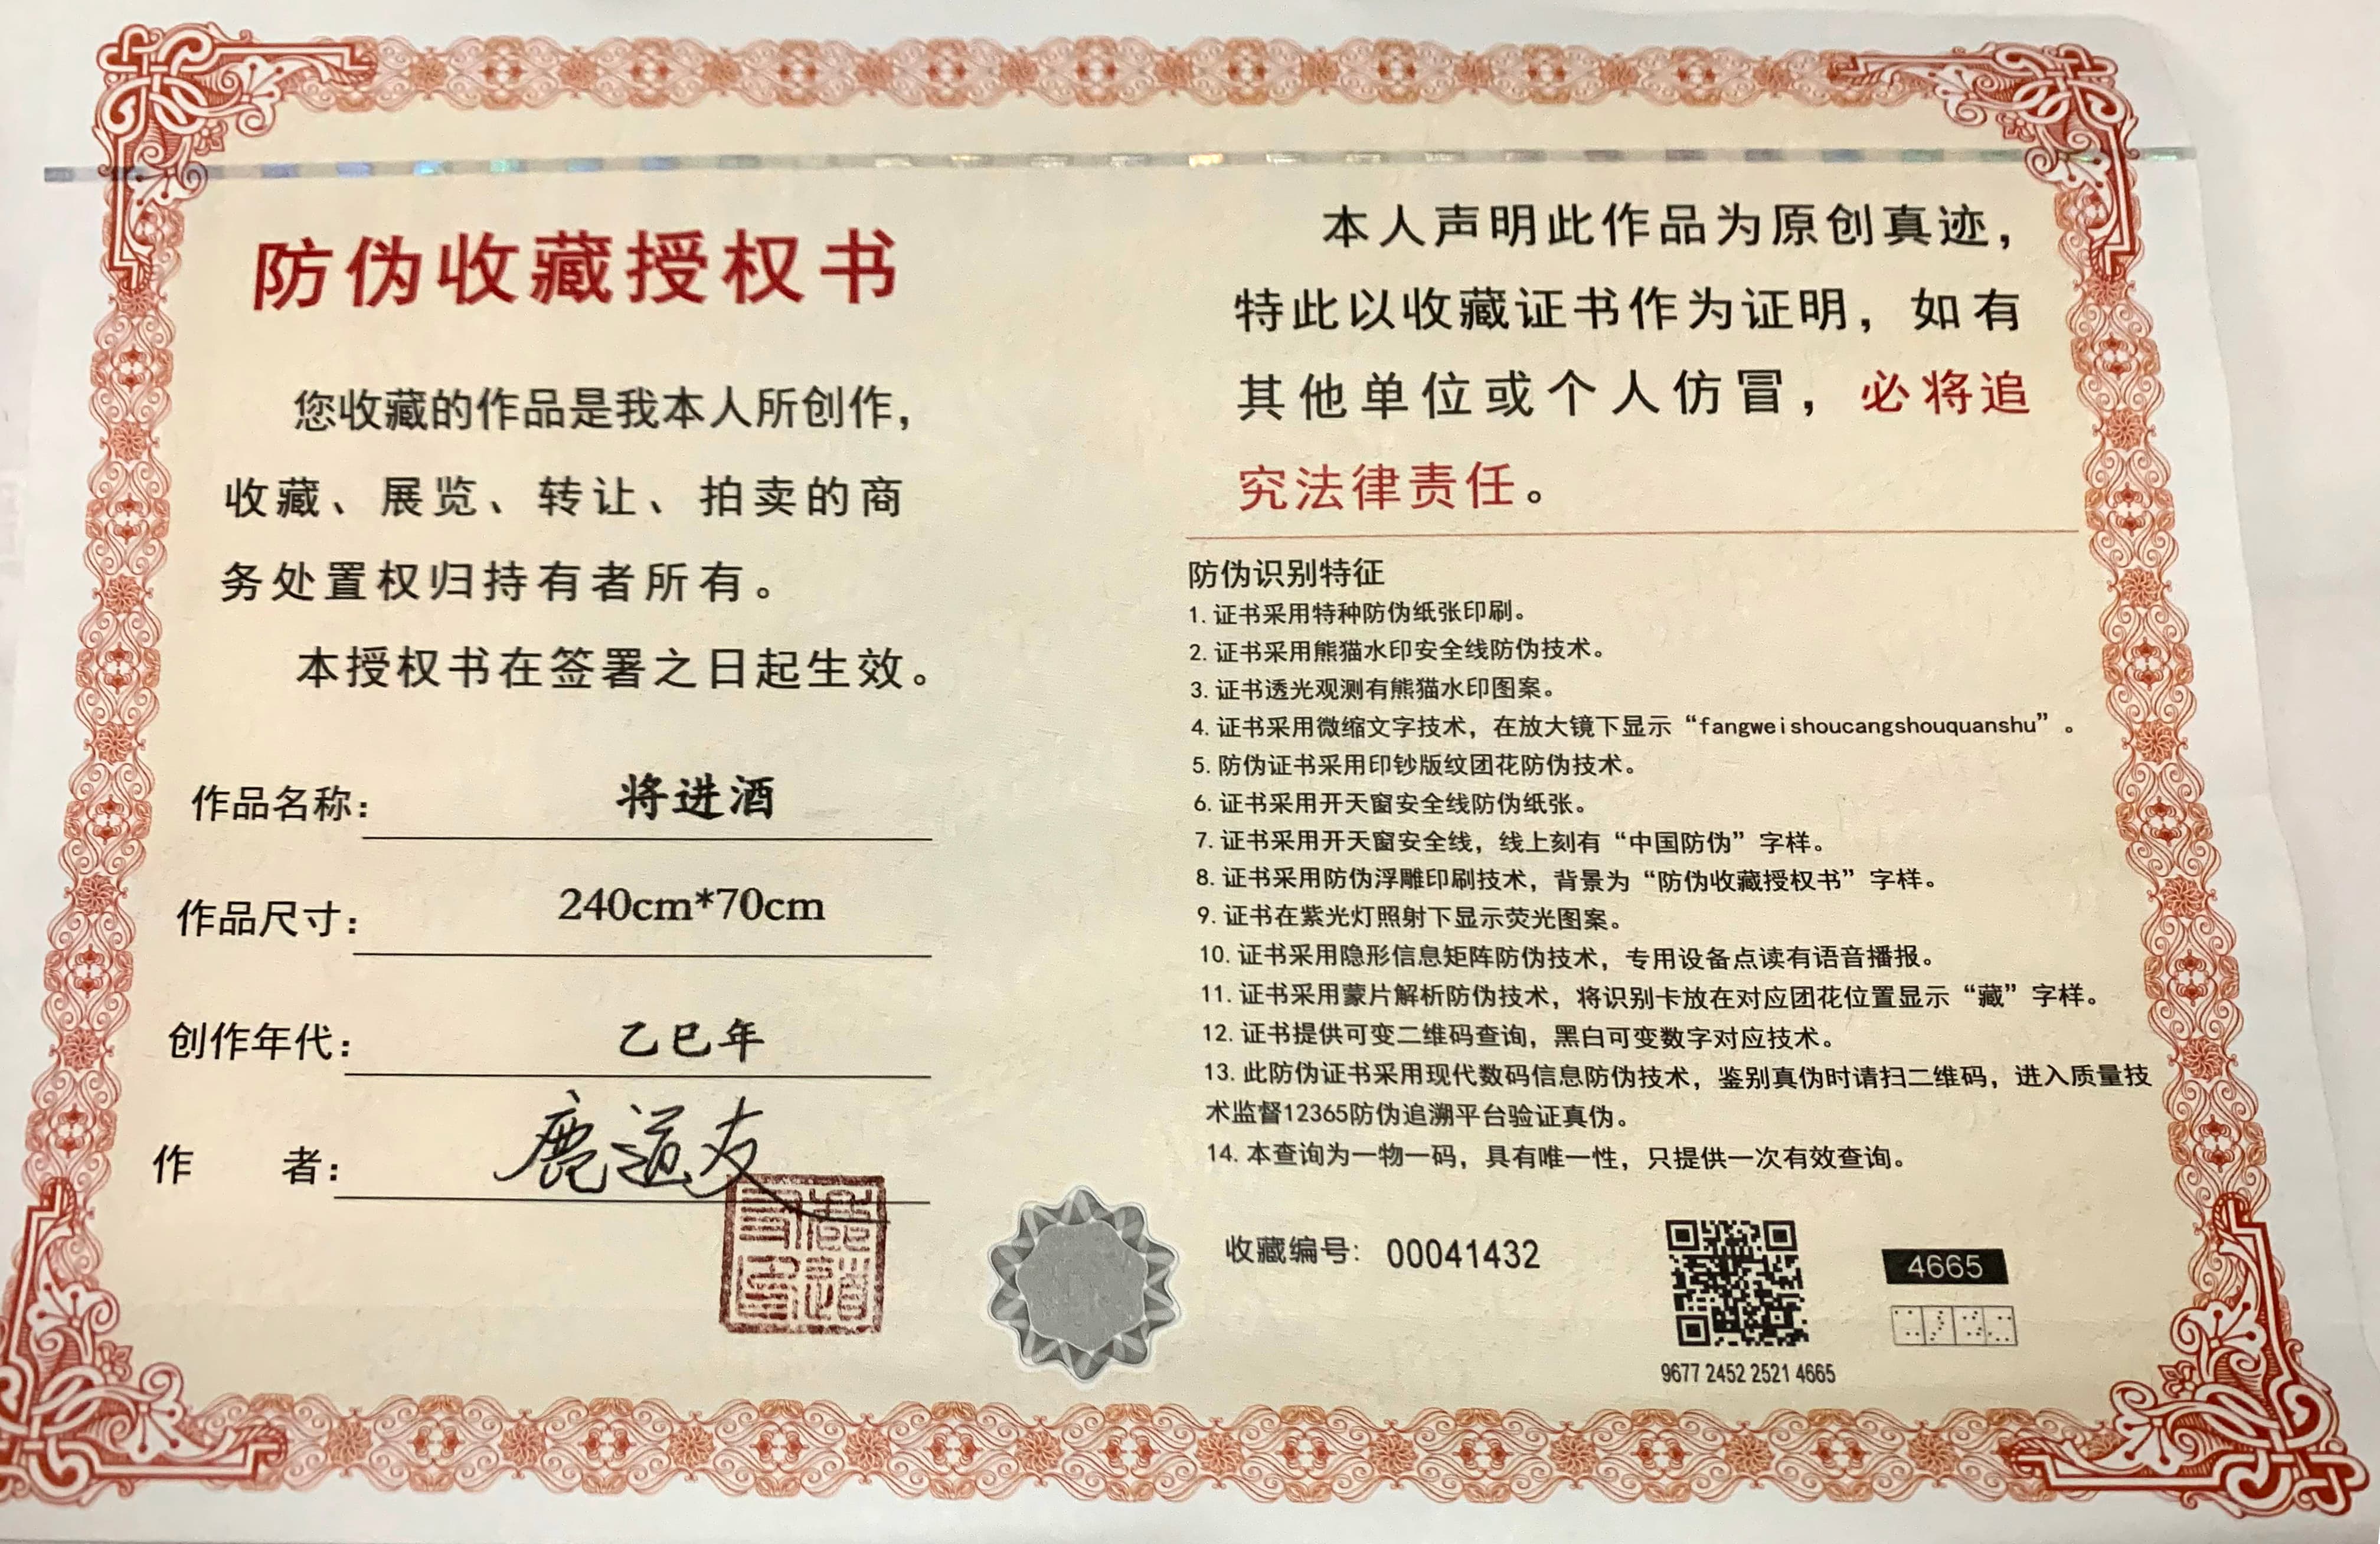 防伪收藏授权书
您收藏的作品是我本人所创作，
收藏、展览、转让、拍卖的商
务处置权归持有者所有。
本授权书在签署之日起生效。
作品名称：将进酒
作品尺寸：240cm*70cm
创作年代：乙巳年
作 者：鹿道友
本人声明此作品为原创真迹，
特此以收藏证书作为证明，如有
其他单位或个人仿冒，必将追
究法律责任。
防伪识别特征
1. 证书采用特种防伪纸张印刷。
2. 证书采用熊猫水印安全线防伪技术。
3. 证书透光观测有熊猫水印图案。
4. 证书采用微缩文字技术，在放大镜下显示“fangweishoucangshouquanshu”。
5. 防伪证书采用印钞版纹团花防伪技术。
6. 证书采用开天窗安全线防伪纸张。
7. 证书采用开天窗安全线，线上刻有“中国防伪”字样。
8. 证书采用防伪浮雕印刷技术，背景为“防伪收藏授权书”字样。
9. 证书在紫光灯照射下显示荧光图案。
10. 证书采用隐形信息矩阵防伪技术，专用设备点读有语音播报。
11. 证书采用蒙片解析防伪技术，将识别卡放在对应团花位置显示“藏”字样。
12. 证书提供可变二维码查询，黑白可变数字对应技术。
13. 此防伪证书采用现代数码信息防伪技术，鉴别真伪时请扫二维码，进入质量技
术监督12365防伪追溯平台验证真伪。
14. 本查询为一物一码，具有唯一性，只提供一次有效查询。
收藏编号： 00041432
4665
9677 2452 2521 4665